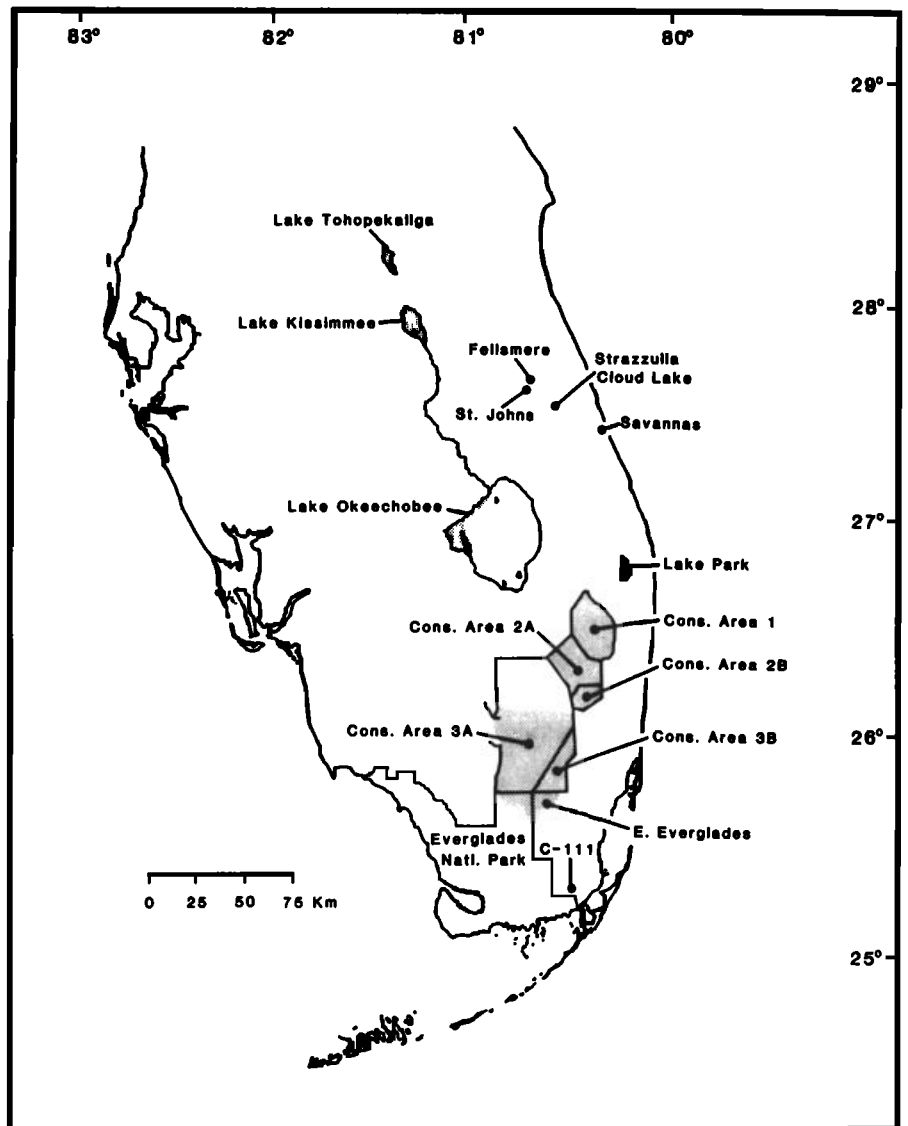 83°
82°
81°
80°
29°
Lake Tohopekaliga
28°
Lake Kissimmee
Fellsmere
Strazzulla
Cloud Lake
St. Johns
Savannas
Lake Okeechobee
27°
Lake Park
Cons. Area 1
Cons. Area 2A
Cons. Area 2B
26°
Cons. Area 3A
Cons. Area 3B
E. Everglades
Everglades
Natl. Park
C-111
0 25 50 75 Km
25°